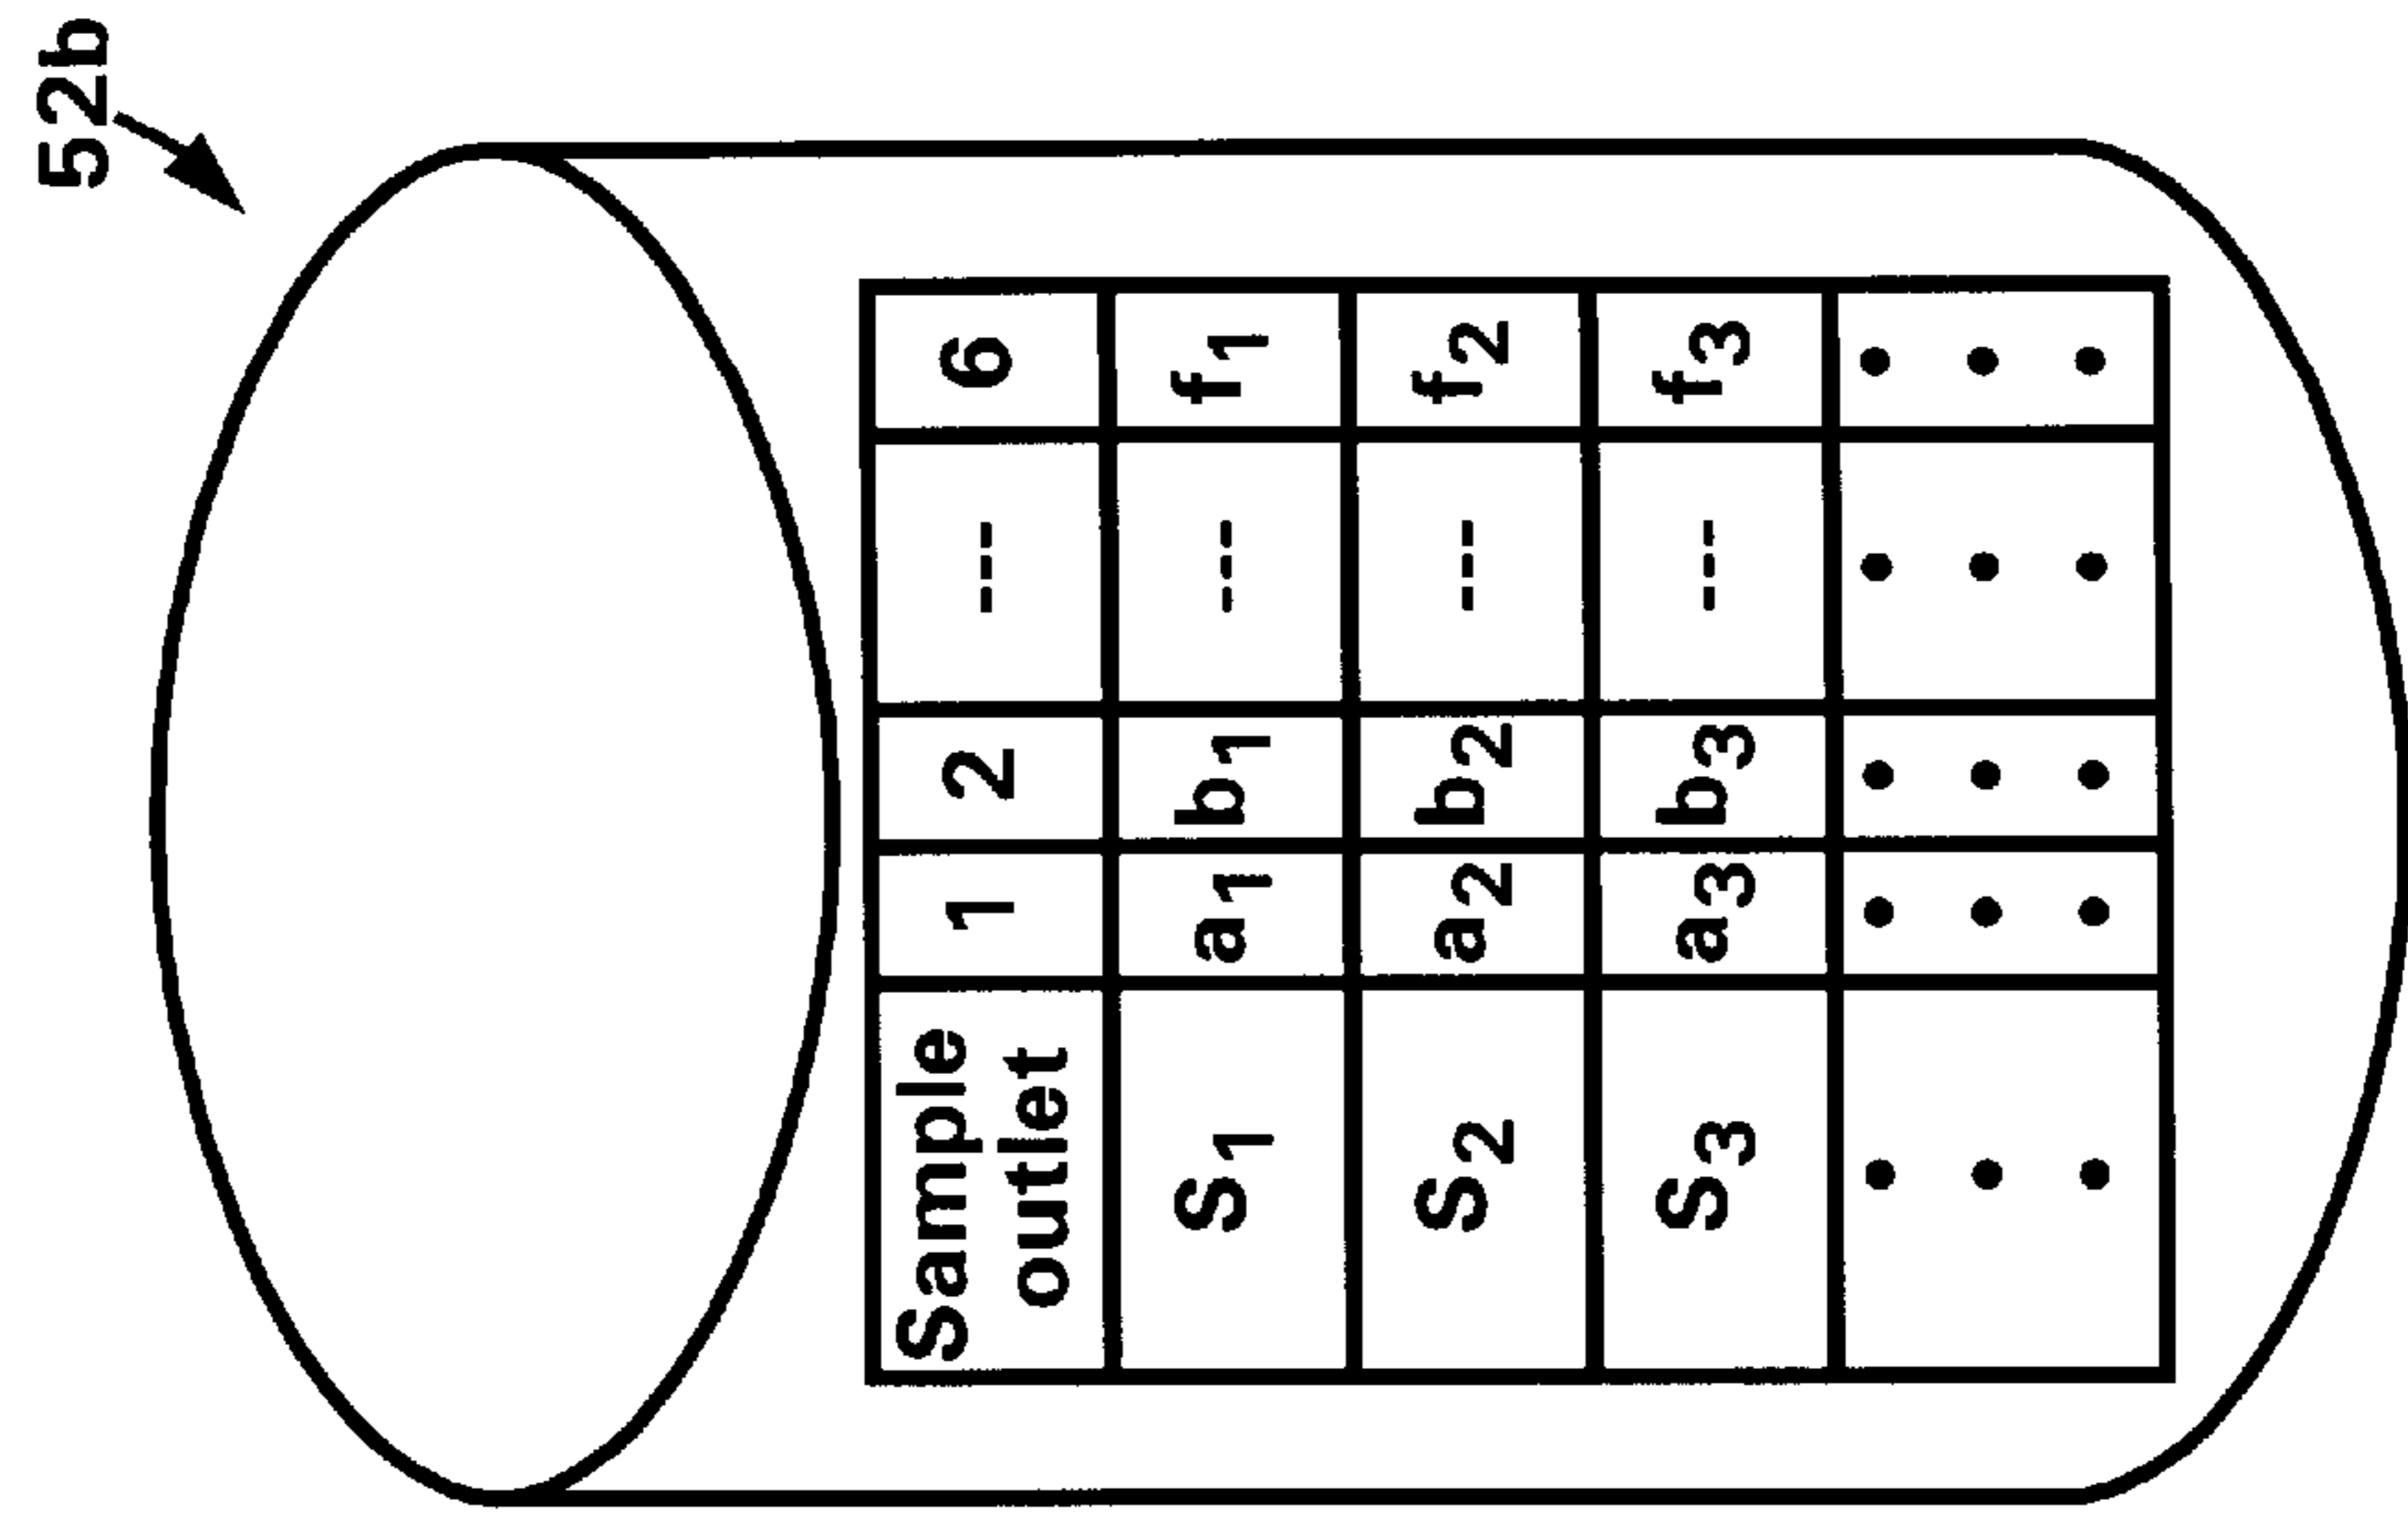 52b
Sample outlet 1 2 --- 6
S1 a1 b1 --- f1
S2 a2 b2 --- f2
S3 a3 b3 --- f3